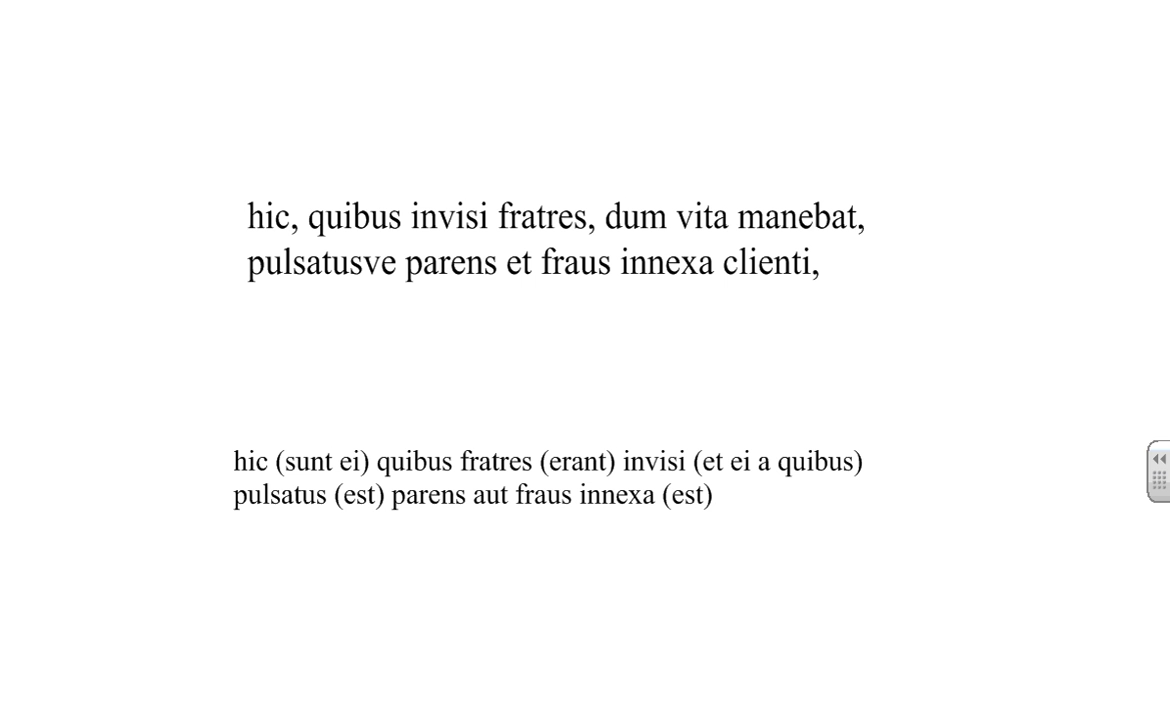 hic, quibus invisi fratres, dum vita manebat,
pulsatusve parens et fraus innexa clienti,
hic (sunt ei) quibus fratres (erant) invisi (et ei a quibus)
pulsatus (est) parens aut fraus innexa (est)